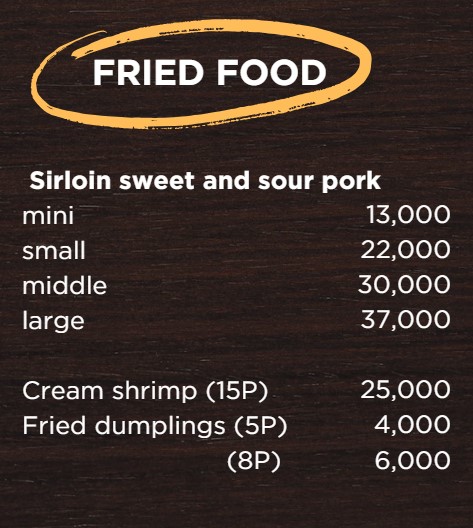 FRIED FOOD
Sirloin sweet and sour pork
mini 13,000
small 22,000
middle 30,000
large 37,000
Cream shrimp (15P) 25,000
Fried dumplings (5P) 4,000
(8P) 6,000